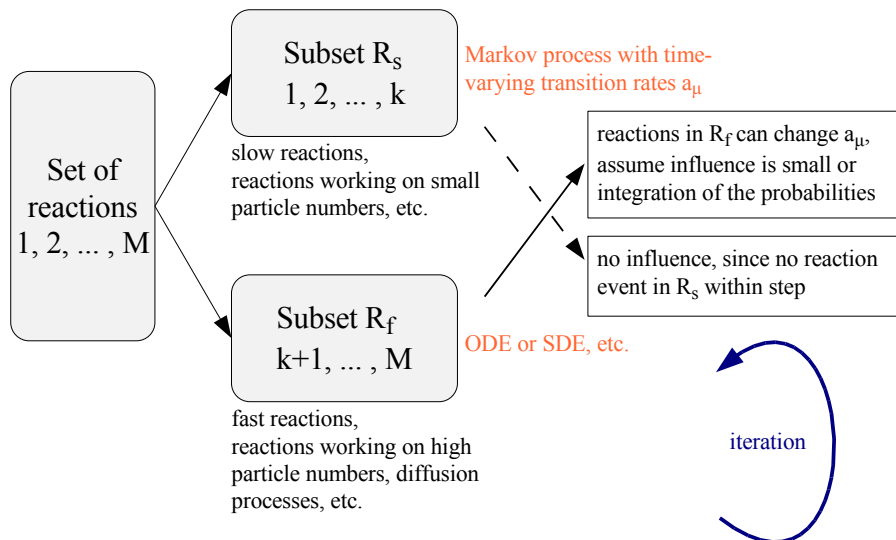 Set of
reactions
1, 2, ... , M
Subset Rₛ
1, 2, ... , k
slow reactions,
reactions working on small
particle numbers, etc.
Markov process with time-
varying transition rates aμ
reactions in R_f can change aμ,
assume influence is small or
integration of the probabilities
no influence, since no reaction
event in Rₛ within step
Subset R_f
k+1, ... , M
ODE or SDE, etc.
fast reactions,
reactions working on high
particle numbers, diffusion
processes, etc.
iteration